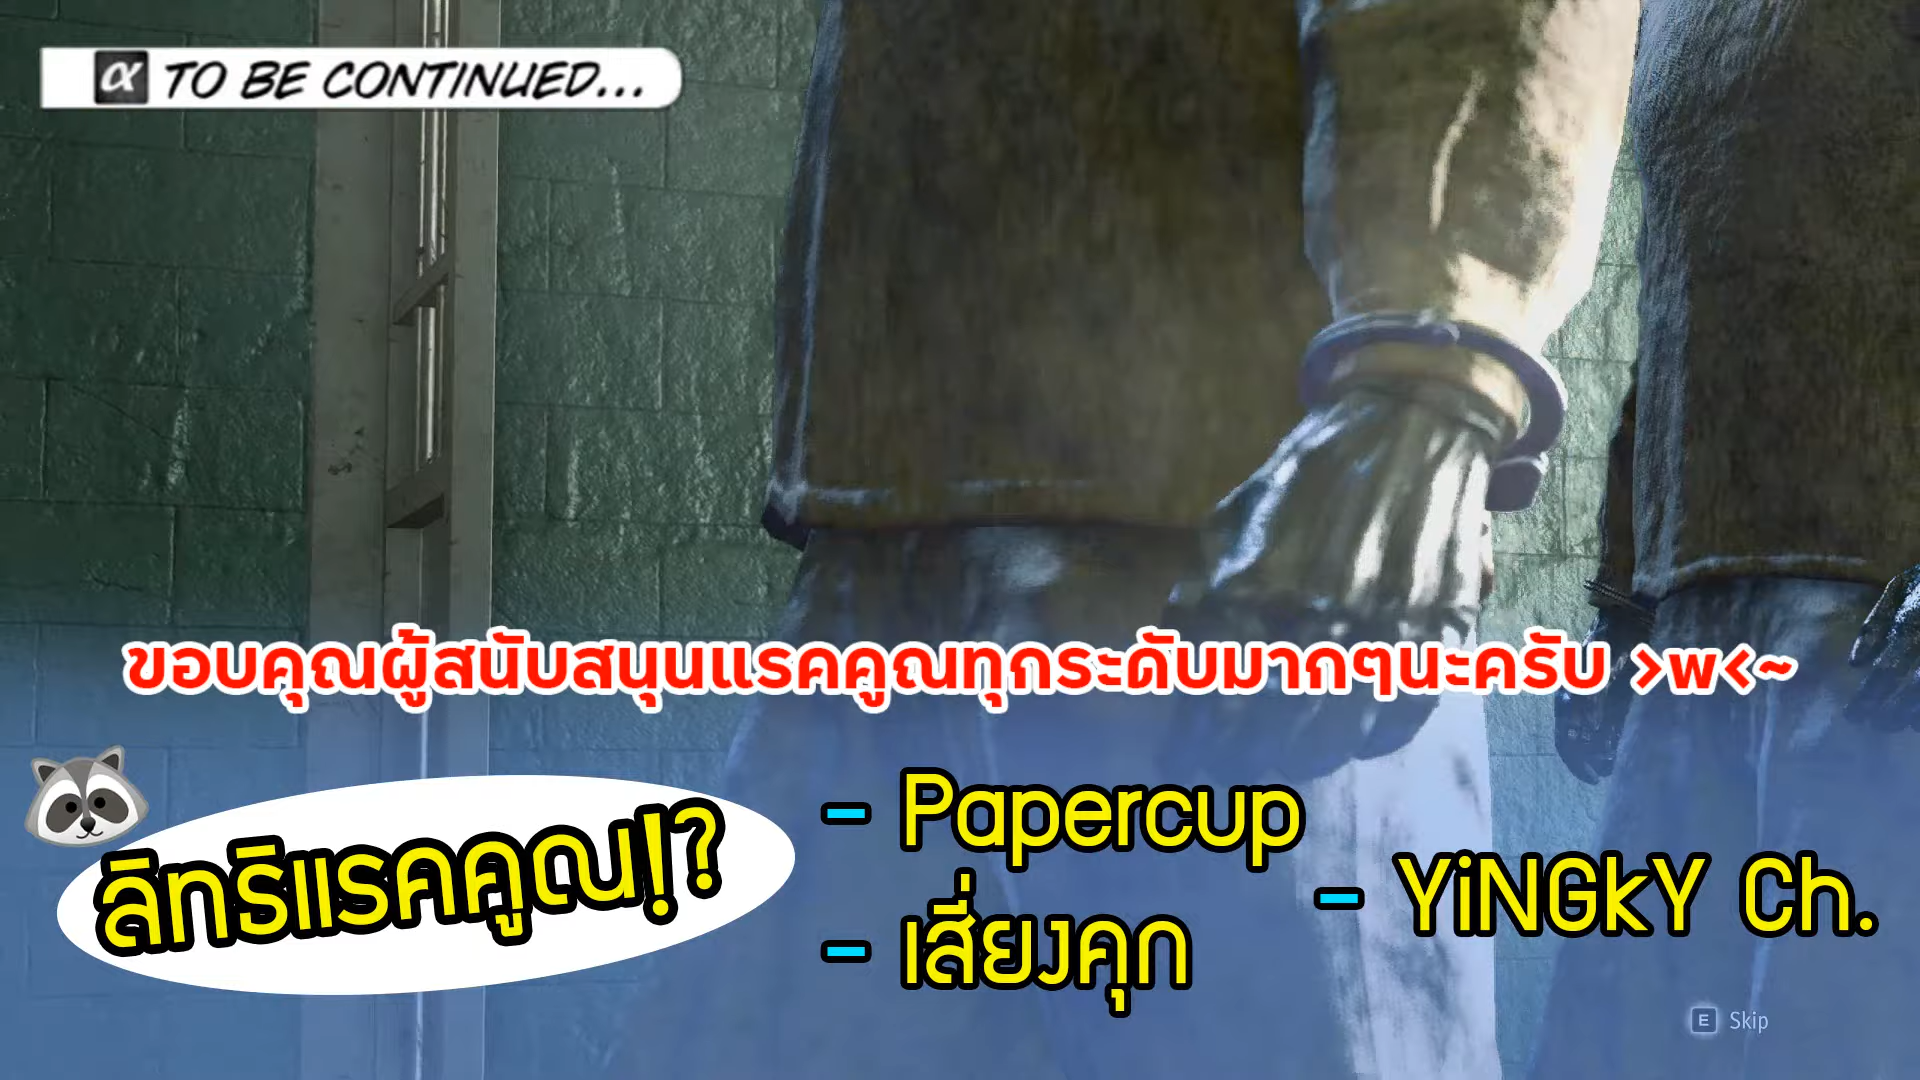 α TO BE CONTINUED...
ขอบคุณผู้สนับสนุนแรคคูณทุกระดับมากๆนะครับ >w<~
ลิทธิแรคคูณ!?
- Papercup
- เสี่ยงคุก
- YiNGkY Ch.
E Skip